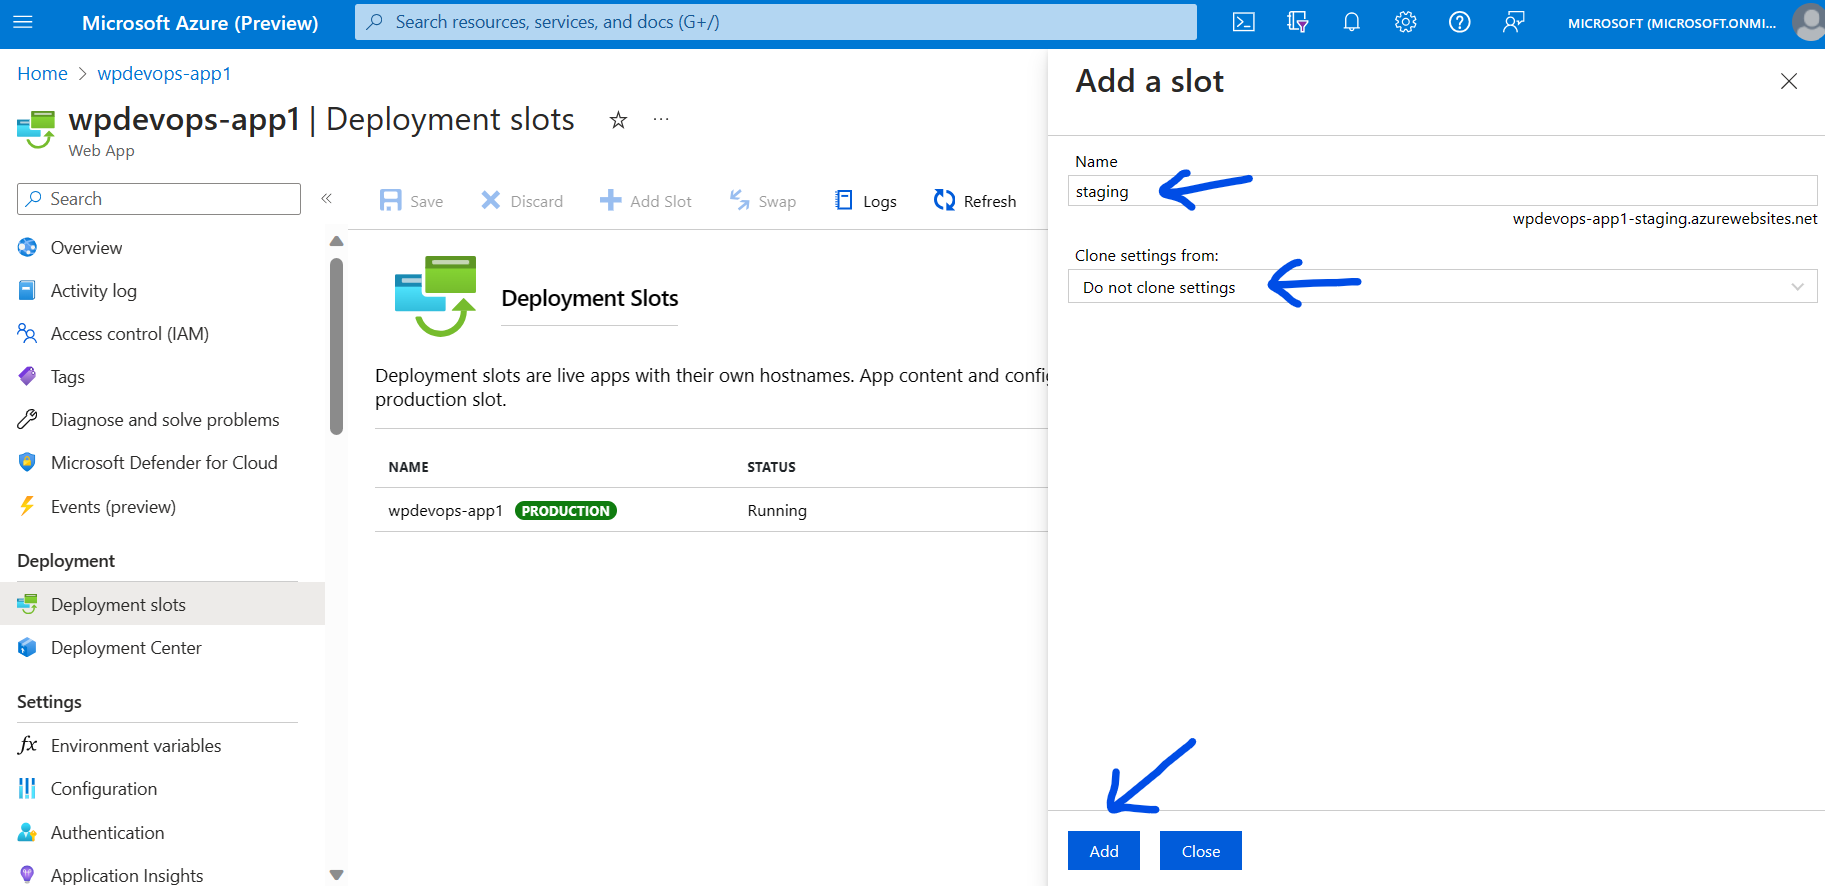 Microsoft Azure (Preview)
Search resources, services, and docs (G+/)
MICROSOFT (MICROSOFT.ONMI...
Home > wpdevops-app1
wpdevops-app1 | Deployment slots
Web App
Search
Overview
Activity log
Access control (IAM)
Tags
Diagnose and solve problems
Microsoft Defender for Cloud
Events (preview)
Deployment
Deployment slots
Deployment Center
Settings
Environment variables
Configuration
Authentication
Application Insights
Save Discard Add Slot Swap Logs Refresh
Deployment Slots
Deployment slots are live apps with their own hostnames. App content and config
production slot.
NAME STATUS
wpdevops-app1 PRODUCTION Running
Add a slot
Name
staging
wpdevops-app1-staging.azurewebsites.net
Clone settings from:
Do not clone settings
Add Close